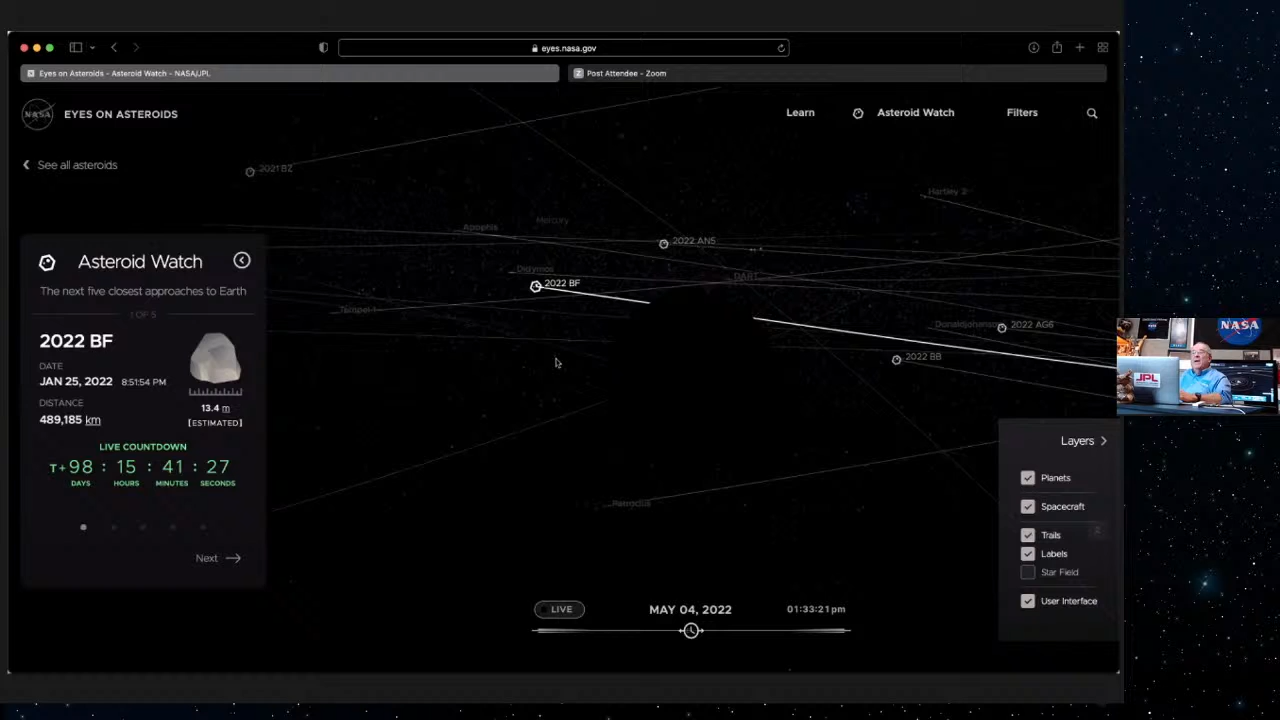 eyes.nasa.gov
Eyes on Asteroids - Asteroid Watch - NASA/JPL
Post Attendee - Zoom
NASA
EYES ON ASTEROIDS
Learn
Asteroid Watch
Filters
See all asteroids
2021 BZ
Hartley 2
Mercury
Apophis
2022 AN5
Didymos
DART
2022 BF
Tempel 1
2022 AG6
2022 BB
Patroclus
Asteroid Watch
The next five closest approaches to Earth
1 OF 5
2022 BF
DATE
JAN 25, 2022 8:51:54 PM
DISTANCE
489,185 km
13.4 m
[ESTIMATED]
LIVE COUNTDOWN
T+98 : 15 : 41 : 27
DAYS HOURS MINUTES SECONDS
Next
Layers
Planets
Spacecraft
Trails
Labels
Star Field
User Interface
LIVE
MAY 04, 2022
01:33:21pm
NASA
JPL